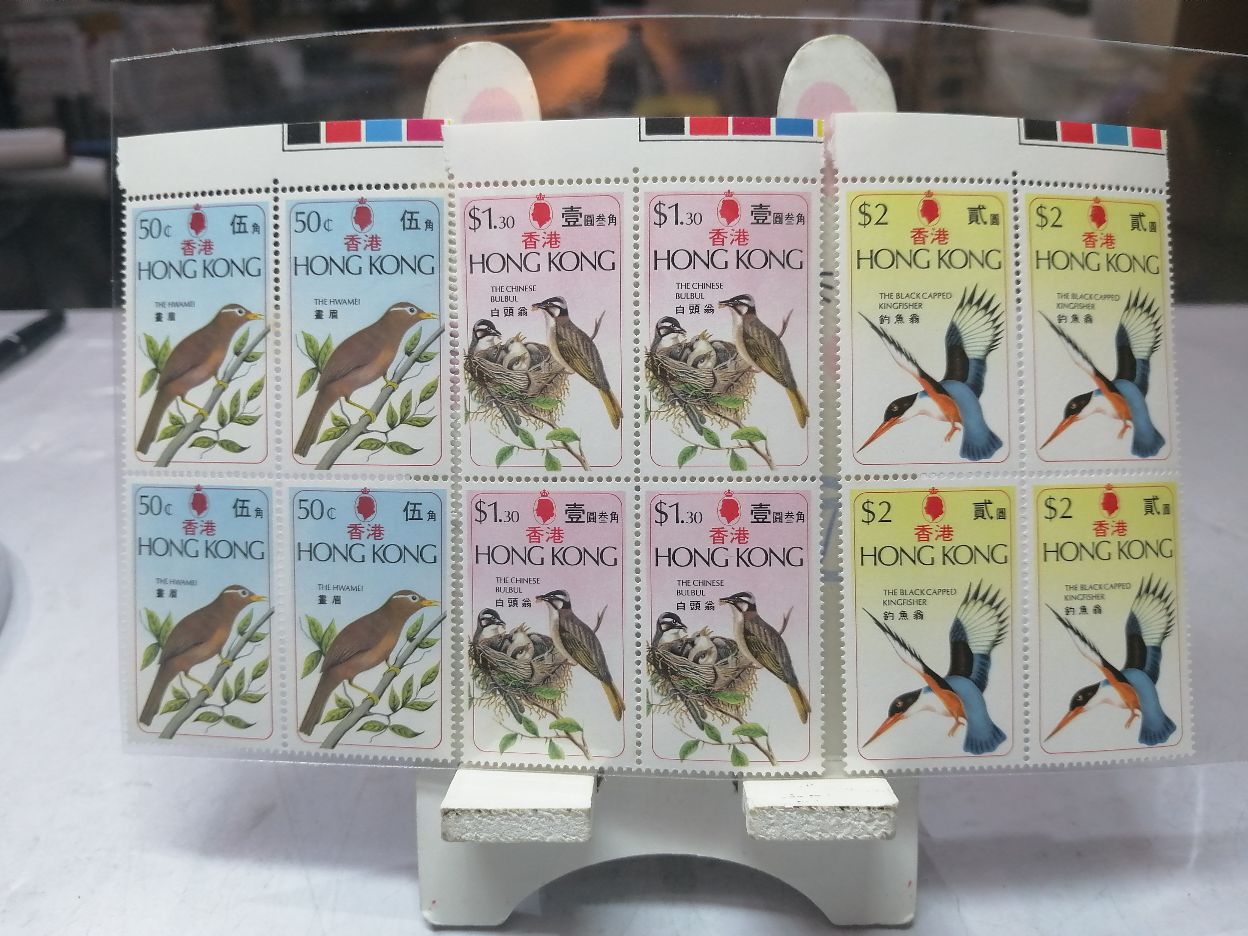 50¢ 伍角
香港
HONG KONG
THE HWAMEI
畫眉
50¢ 伍角
香港
HONG KONG
THE HWAMEI
畫眉
$1.30 壹圓叁角
香港
HONG KONG
THE CHINESE
BULBUL
白頭翁
$1.30 壹圓叁角
香港
HONG KONG
THE CHINESE
BULBUL
白頭翁
$2 貳圓
香港
HONG KONG
THE BLACK CAPPED
KINGFISHER
釣魚翁
$2 貳圓
香港
HONG KONG
THE BLACK CAPPED
KINGFISHER
釣魚翁
50¢ 伍角
香港
HONG KONG
THE HWAMEI
畫眉
50¢ 伍角
香港
HONG KONG
THE HWAMEI
畫眉
$1.30 壹圓叁角
香港
HONG KONG
THE CHINESE
BULBUL
白頭翁
$1.30 壹圓叁角
香港
HONG KONG
THE CHINESE
BULBUL
白頭翁
$2 貳圓
香港
HONG KONG
THE BLACK CAPPED
KINGFISHER
釣魚翁
$2 貳圓
香港
HONG KONG
THE BLACK CAPPED
KINGFISHER
釣魚翁